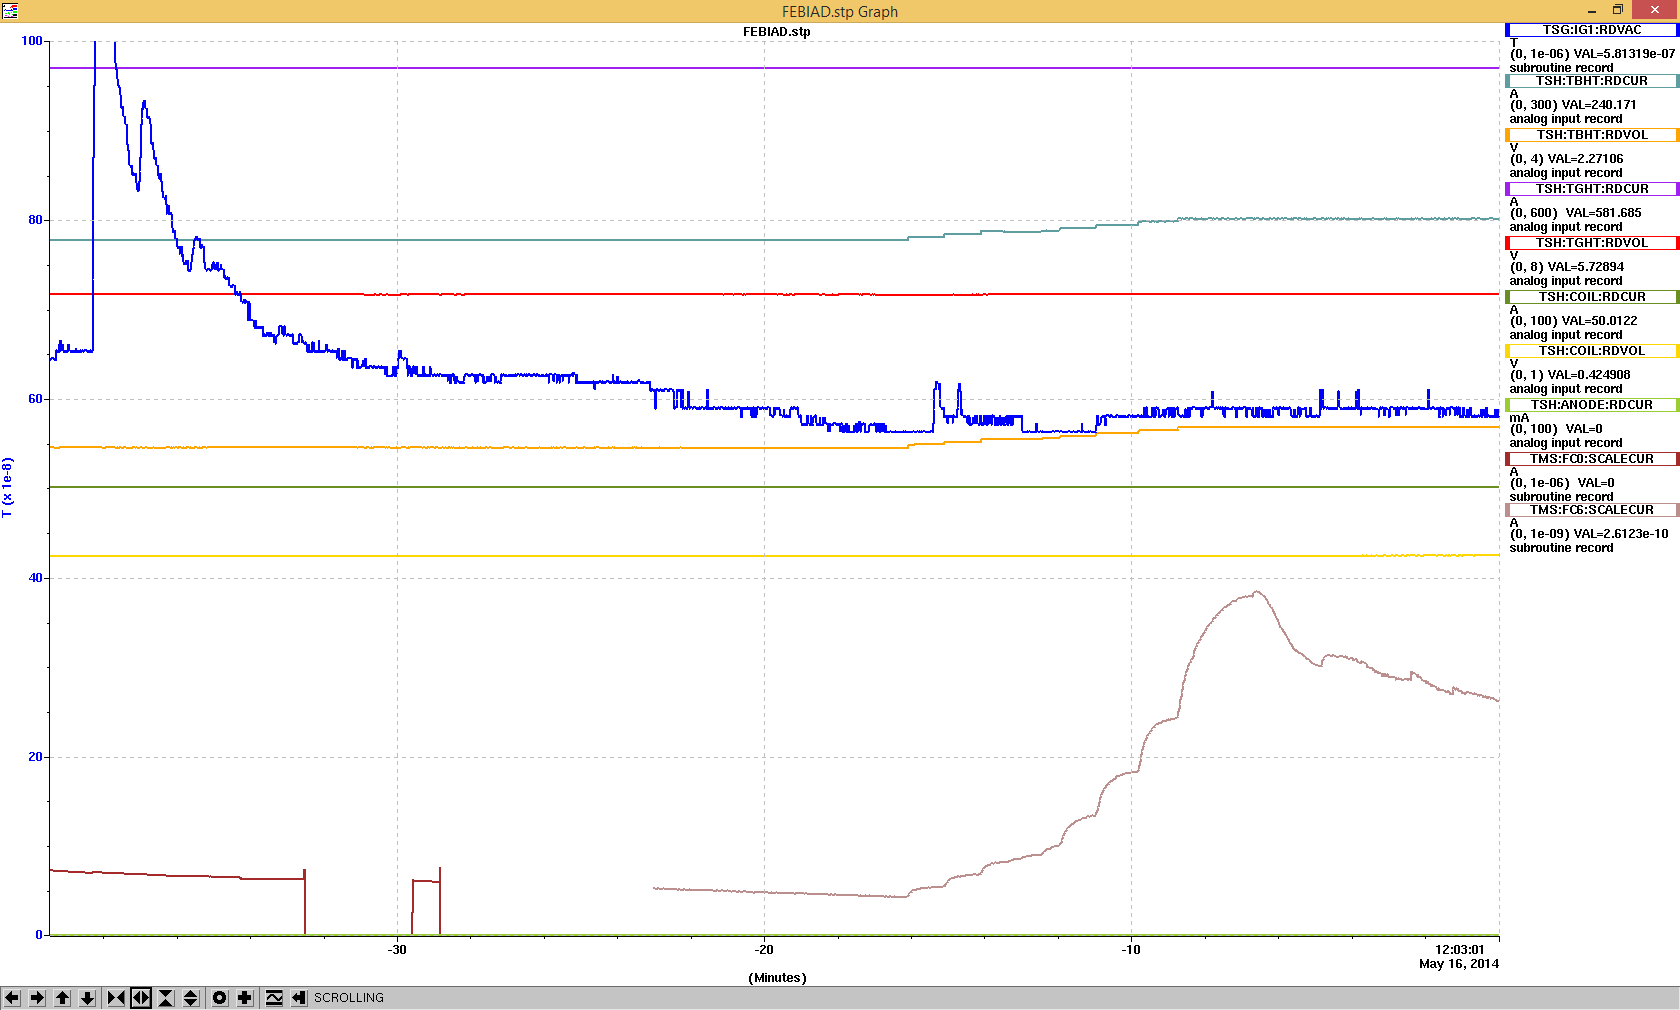 FEBIAD.stp Graph
FEBIAD.stp
100
80
60
40
20
0
T (x 1e-8)
-30
-20
-10
12:03:01
May 16, 2014
(Minutes)
TSG:IG1:RDVAC
T
(0, 1e-06) VAL=5.81319e-07
subroutine record
TSH:TBHT:RDCUR
A
(0, 300) VAL=240.171
analog input record
TSH:TBHT:RDVOL
V
(0, 4) VAL=2.27106
analog input record
TSH:TGHT:RDCUR
A
(0, 600) VAL=581.685
analog input record
TSH:TGHT:RDVOL
V
(0, 8) VAL=5.72894
analog input record
TSH:COIL:RDCUR
A
(0, 100) VAL=50.0122
analog input record
TSH:COIL:RDVOL
V
(0, 1) VAL=0.424908
analog input record
TSH:ANODE:RDCUR
mA
(0, 100) VAL=0
analog input record
TMS:FC0:SCALECUR
A
(0, 1e-06) VAL=0
subroutine record
TMS:FC6:SCALECUR
A
(0, 1e-09) VAL=2.6123e-10
subroutine record
SCROLLING